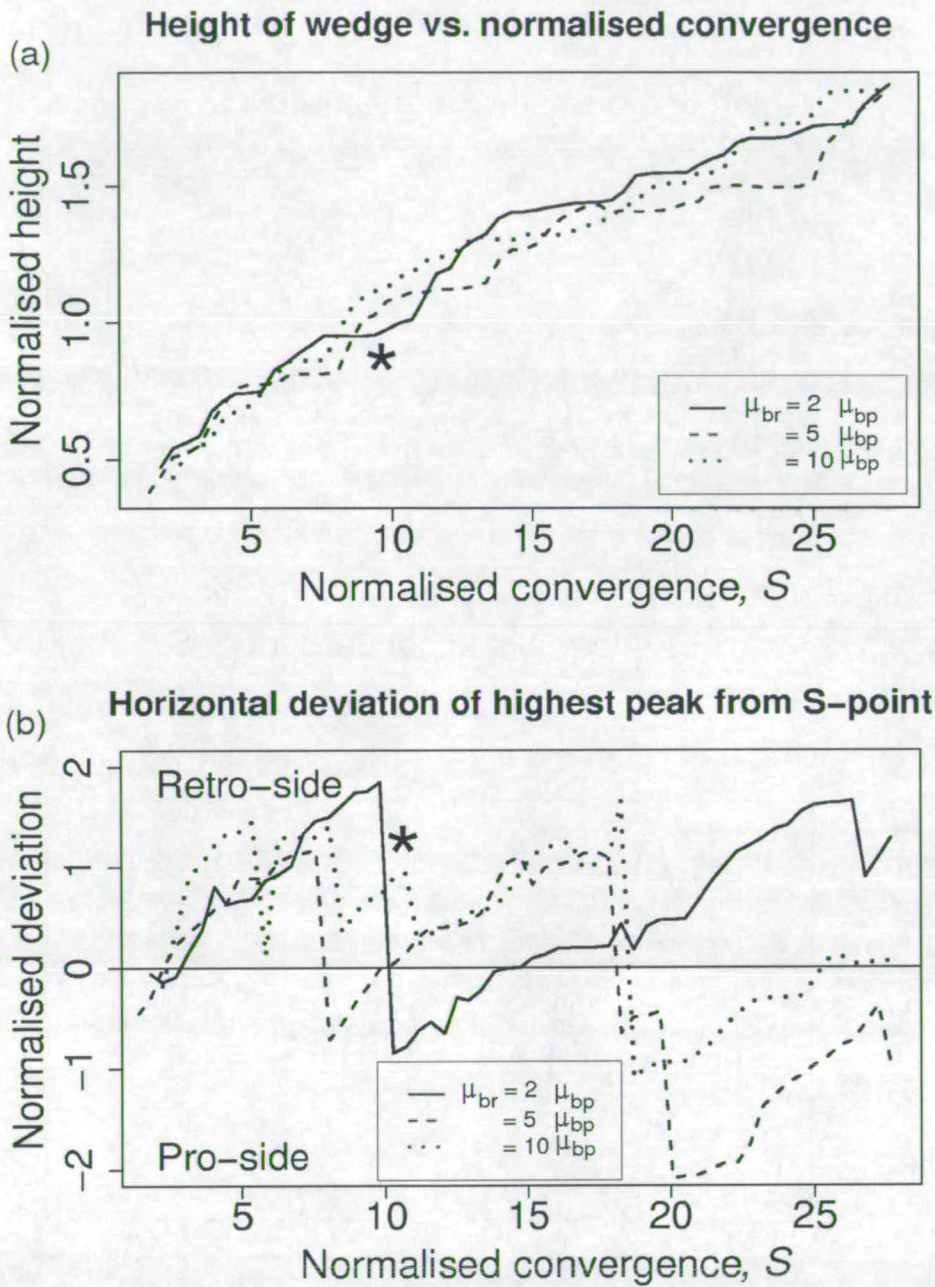 Height of wedge vs. normalised convergence
(a)
Normalised height
1.5
1.0
0.5
*
μbr = 2 μbp
= 5 μbp
= 10 μbp
5 10 15 20 25
Normalised convergence, S
Horizontal deviation of highest peak from S-point
(b)
Normalised deviation
2
1
0
-1
-2
Retro-side
*
Pro-side
μbr = 2 μbp
= 5 μbp
= 10 μbp
5 10 15 20 25
Normalised convergence, S